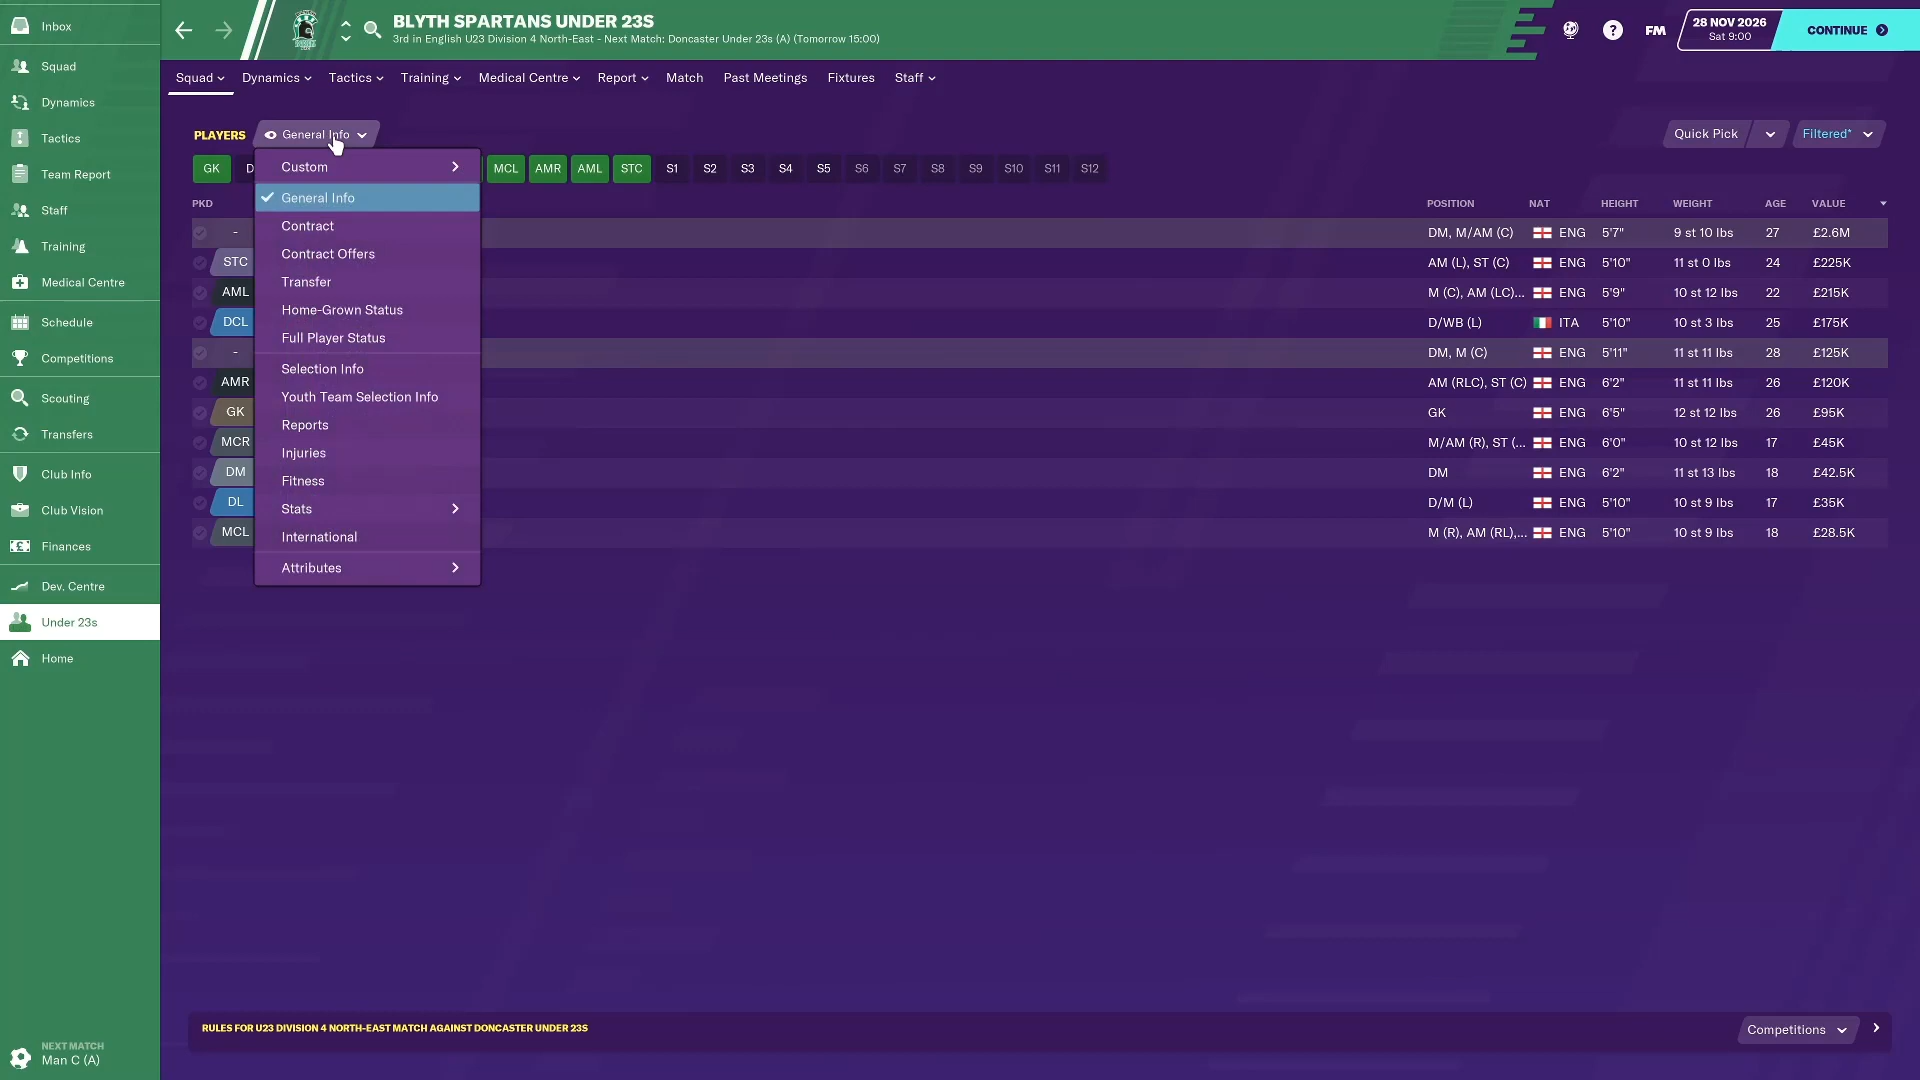 Inbox
Squad
Dynamics
Tactics
Team Report
Staff
Training
Medical Centre
Schedule
Competitions
Scouting
Transfers
Club Info
Club Vision
Finances
Dev. Centre
Under 23s
Home
NEXT MATCH
Man C (A)
BLYTH SPARTANS UNDER 23S
3rd in English U23 Division 4 North-East - Next Match: Doncaster Under 23s (A) (Tomorrow 15:00)
? FM 28 NOV 2026 CONTINUE
Sat 9:00
Squad Dynamics Tactics Training Medical Centre Report Match Past Meetings Fixtures Staff
PLAYERS General Info Quick Pick Filtered*
GK D MCL AMR AML STC S1 S2 S3 S4 S5 S6 S7 S8 S9 S10 S11 S12
Custom
General Info
Contract
Contract Offers
Transfer
Home-Grown Status
Full Player Status
Selection Info
Youth Team Selection Info
Reports
Injuries
Fitness
Stats
International
Attributes
PKD POSITION NAT HEIGHT WEIGHT AGE VALUE
- DM, M/AM (C) ENG 5'7" 9 st 10 lbs 27 £2.6M
STC AM (L), ST (C) ENG 5'10" 11 st 0 lbs 24 £225K
AML M (C), AM (LC)... ENG 5'9" 10 st 12 lbs 22 £215K
DCL D/WB (L) ITA 5'10" 10 st 3 lbs 25 £175K
- DM, M (C) ENG 5'11" 11 st 11 lbs 28 £125K
AMR AM (RLC), ST (C) ENG 6'2" 11 st 11 lbs 26 £120K
GK GK ENG 6'5" 12 st 12 lbs 26 £95K
MCR M/AM (R), ST (... ENG 6'0" 10 st 12 lbs 17 £45K
DM DM ENG 6'2" 11 st 13 lbs 18 £42.5K
DL D/M (L) ENG 5'10" 10 st 9 lbs 17 £35K
MCL M (R), AM (RL),... ENG 5'10" 10 st 9 lbs 18 £28.5K
RULES FOR U23 DIVISION 4 NORTH-EAST MATCH AGAINST DONCASTER UNDER 23S
Competitions